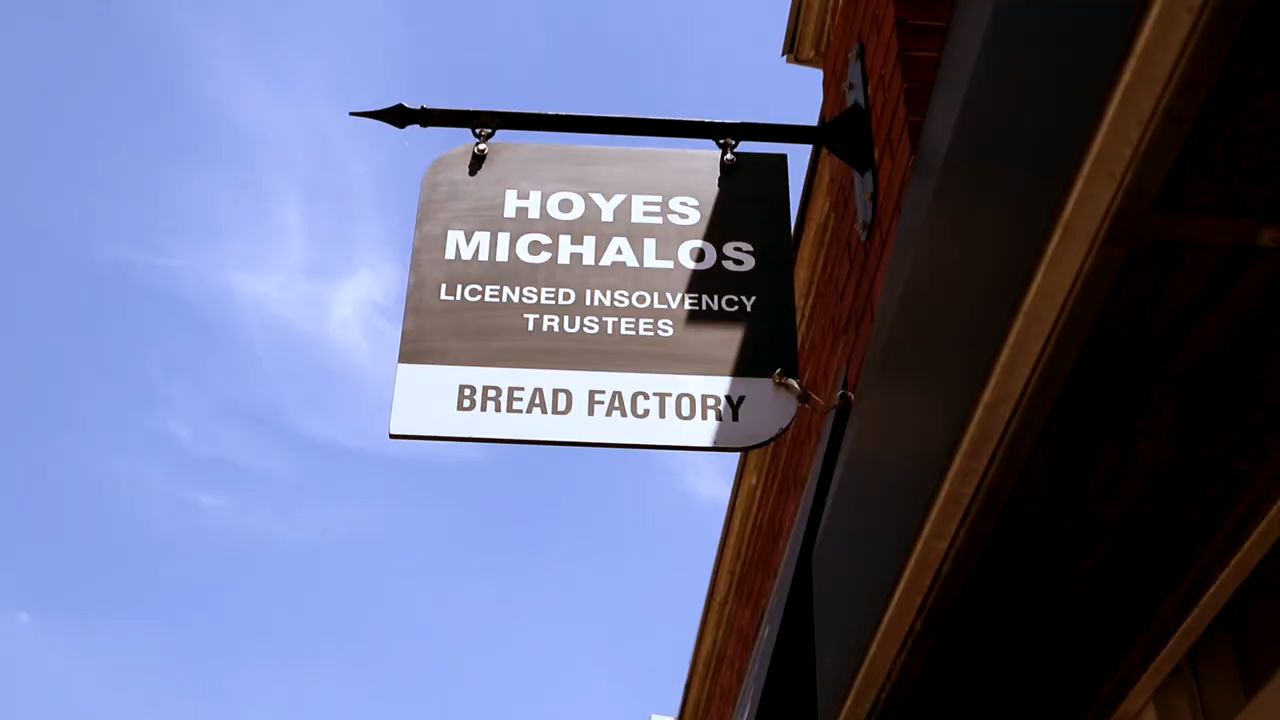 HOYES
MICHALOS
LICENSED INSOLVENCY
TRUSTEES
BREAD FACTORY